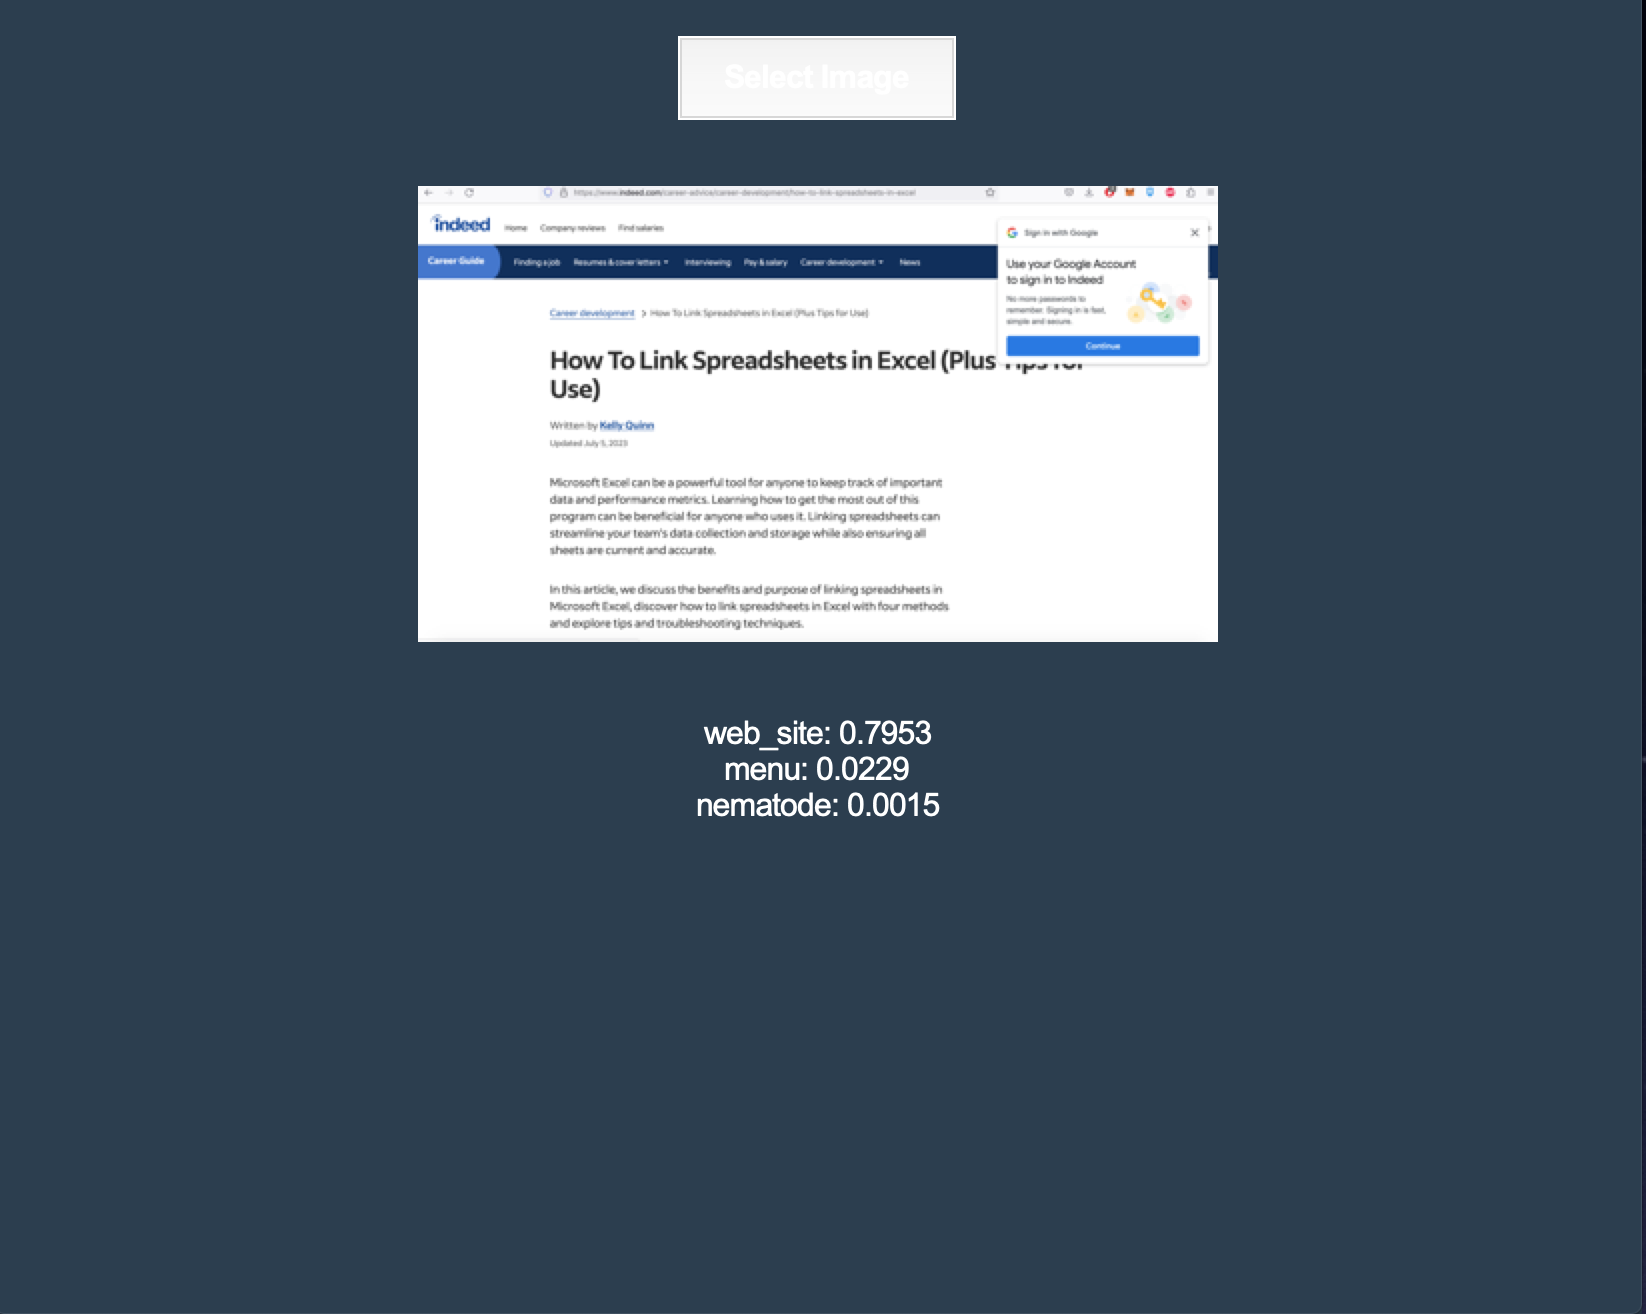 Select Image
https://www.indeed.com/career-advice/career-development/how-to-link-spreadsheets-in-excel
indeed
Home Company reviews Find salaries
Sign in with Google
Career Guide Finding a job Resumes & cover letters Interviewing Pay & salary Career development News
Use your Google Account
to sign in to Indeed
No more passwords to
remember. Signing in is fast,
simple and secure.
Continue
Career development > How To Link Spreadsheets in Excel (Plus Tips for Use)
How To Link Spreadsheets in Excel (Plus Tips for
Use)
Written by Kelly Quinn
Updated July 5, 2023
Microsoft Excel can be a powerful tool for anyone to keep track of important
data and performance metrics. Learning how to get the most out of this
program can be beneficial for anyone who uses it. Linking spreadsheets can
streamline your team's data collection and storage while also ensuring all
sheets are current and accurate.
In this article, we discuss the benefits and purpose of linking spreadsheets in
Microsoft Excel, discover how to link spreadsheets in Excel with four methods
and explore tips and troubleshooting techniques.
web_site: 0.7953
menu: 0.0229
nematode: 0.0015